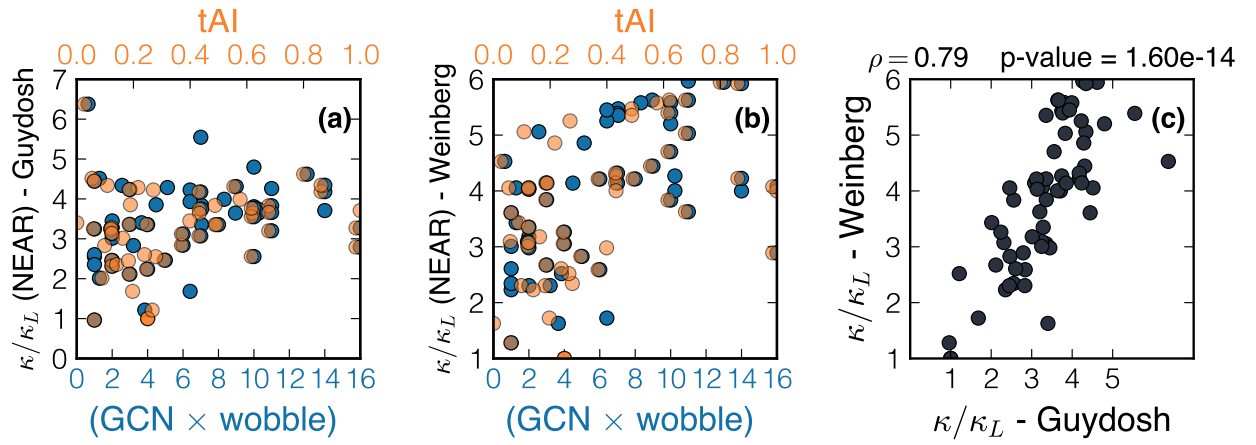 tAI
0.0 0.2 0.4 0.6 0.8 1.0
κ/κ_L (NEAR) - Guydosh
7
6
5
4
3
2
1
0
(a)
0 2 4 6 8 10 12 14 16
(GCN × wobble)
tAI
0.0 0.2 0.4 0.6 0.8 1.0
κ/κ_L (NEAR) - Weinberg
6
5
4
3
2
1
(b)
0 2 4 6 8 10 12 14 16
(GCN × wobble)
ρ = 0.79 p-value = 1.60e-14
κ/κ_L - Weinberg
6
5
4
3
2
1
(c)
1 2 3 4 5
κ/κ_L - Guydosh